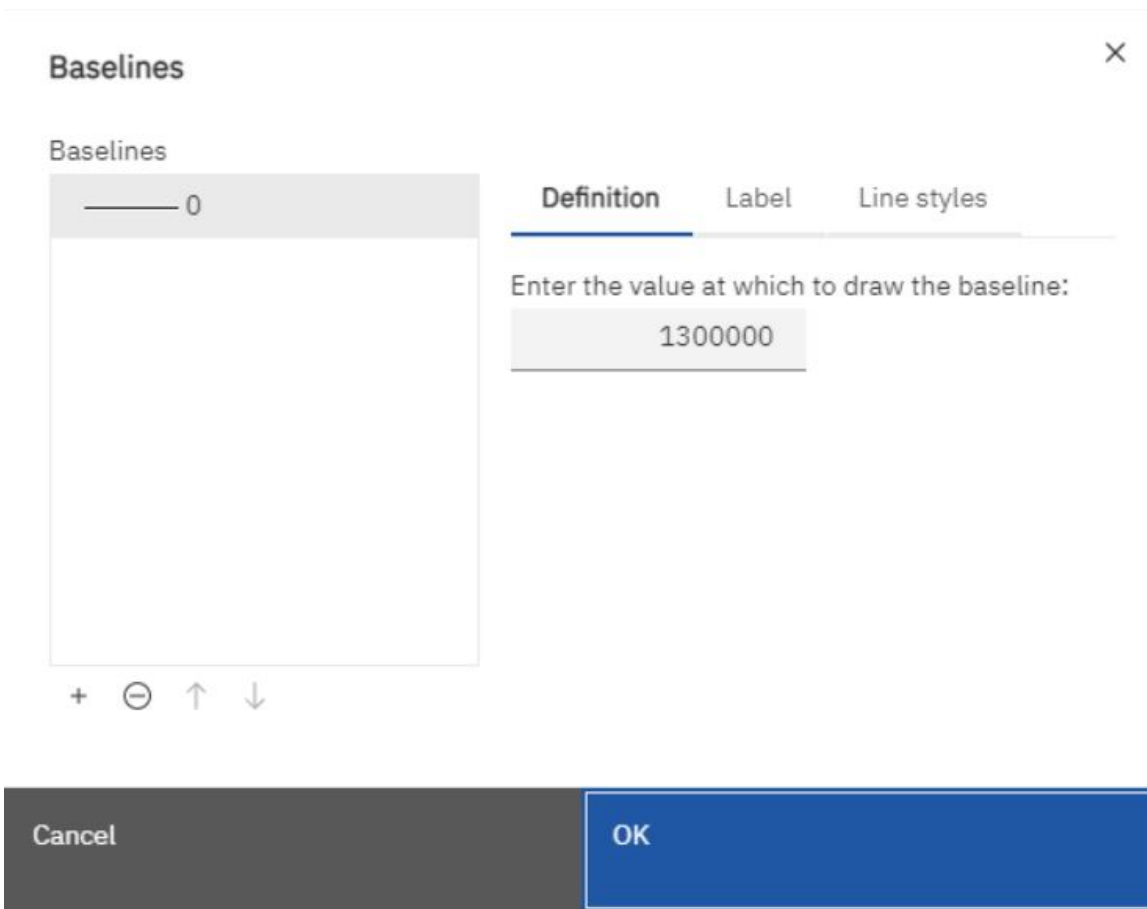 Baselines
Baselines
0
Definition Label Line styles
Enter the value at which to draw the baseline:
1300000
Cancel OK